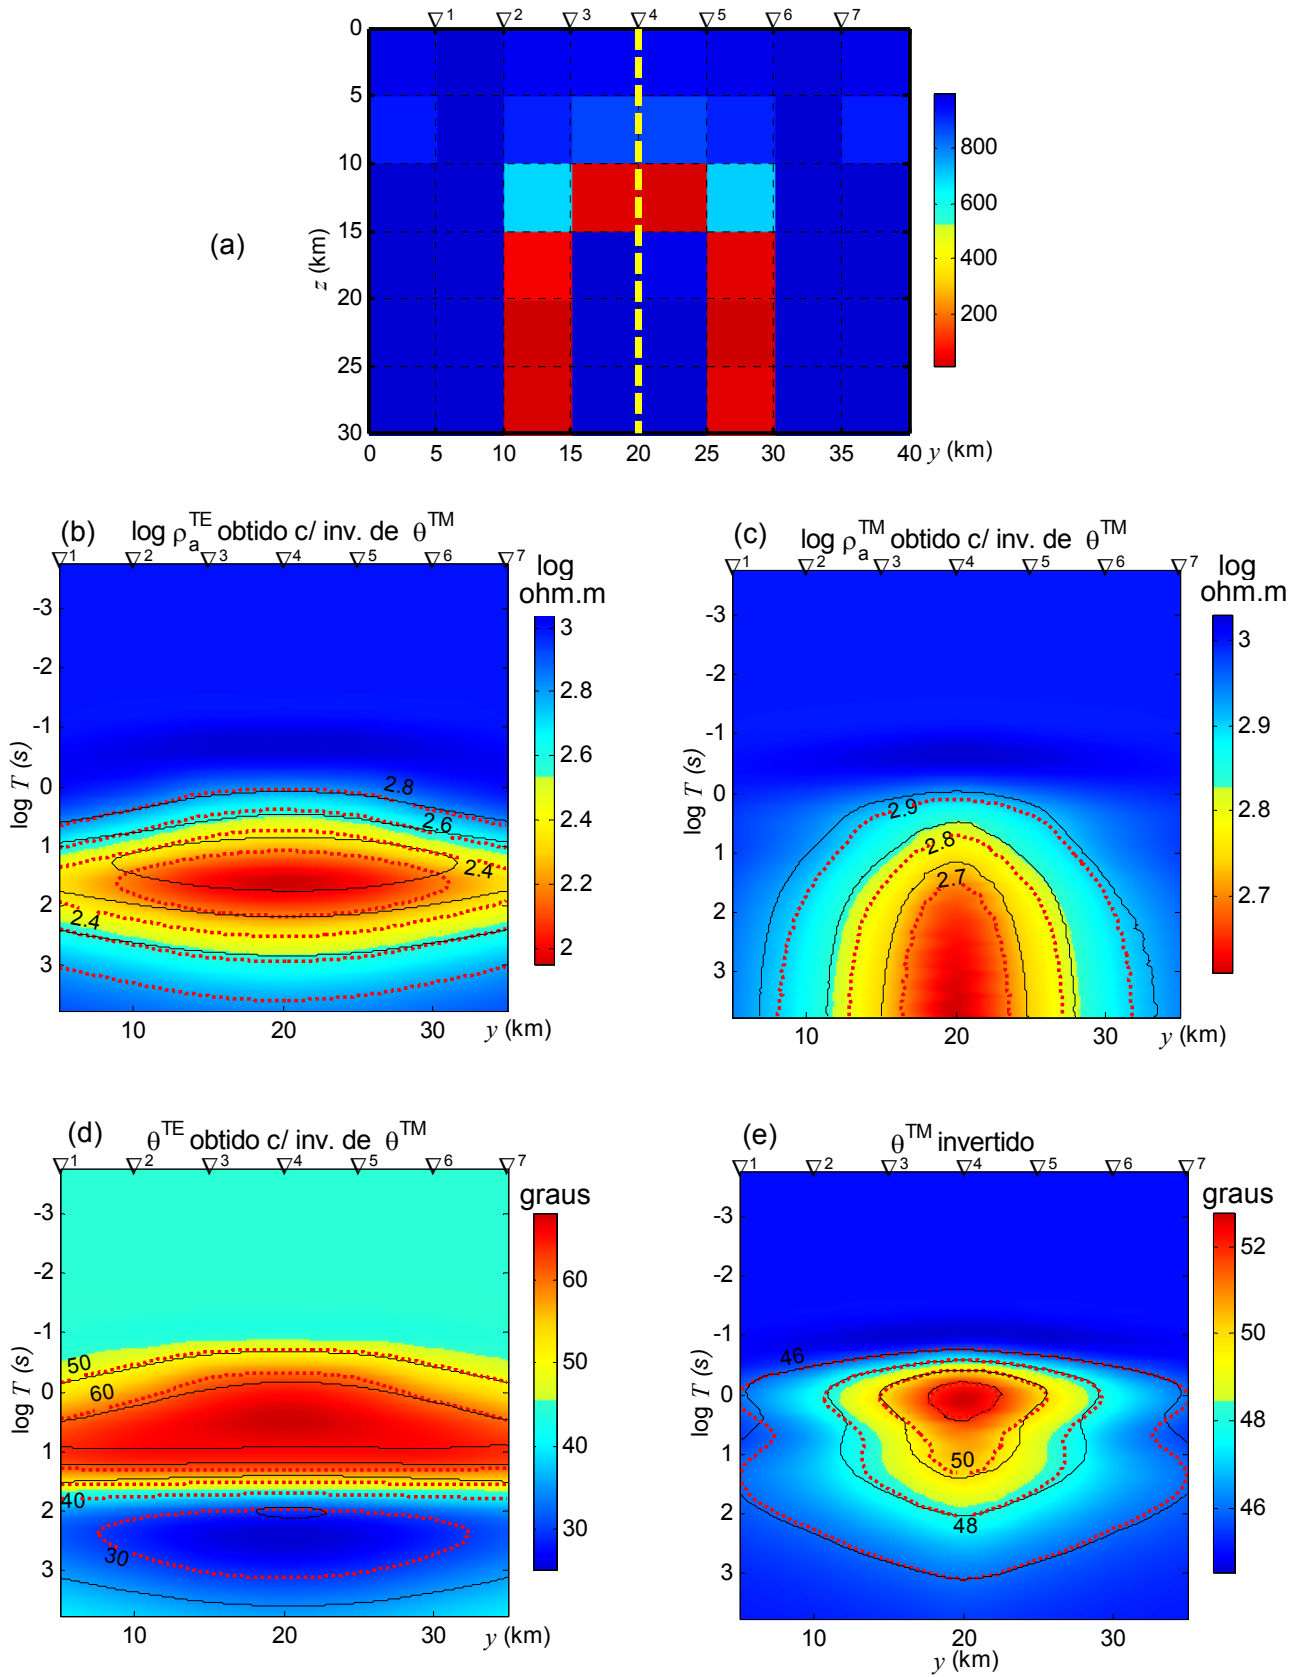 1 2 3 4 5 6 7
0
5
10
15
20
25
30
z (km)
(a)
0 5 10 15 20 25 30 35 40 y (km)
800
600
400
200
(b) log ρₐᵀᴱ obtido c/ inv. de θᵀᴹ
1 2 3 4 5 6 7
log ohm.m
-3
-2
-1
0
1
2
3
log T (s)
2.8
2.6
2.4
2.4
10 20 30 y (km)
3
2.8
2.6
2.4
2.2
2
(c) log ρₐᵀᴹ obtido c/ inv. de θᵀᴹ
1 2 3 4 5 6 7
log ohm.m
-3
-2
-1
0
1
2
3
log T (s)
2.9
2.8
2.7
10 20 30 y (km)
3
2.9
2.8
2.7
(d) θᵀᴱ obtido c/ inv. de θᵀᴹ
1 2 3 4 5 6 7
graus
-3
-2
-1
0
1
2
3
log T (s)
50
60
40
30
10 20 30 y (km)
60
50
40
30
(e) θᵀᴹ invertido
1 2 3 4 5 6 7
graus
-3
-2
-1
0
1
2
3
log T (s)
46
50
48
10 20 30
y (km)
52
50
48
46